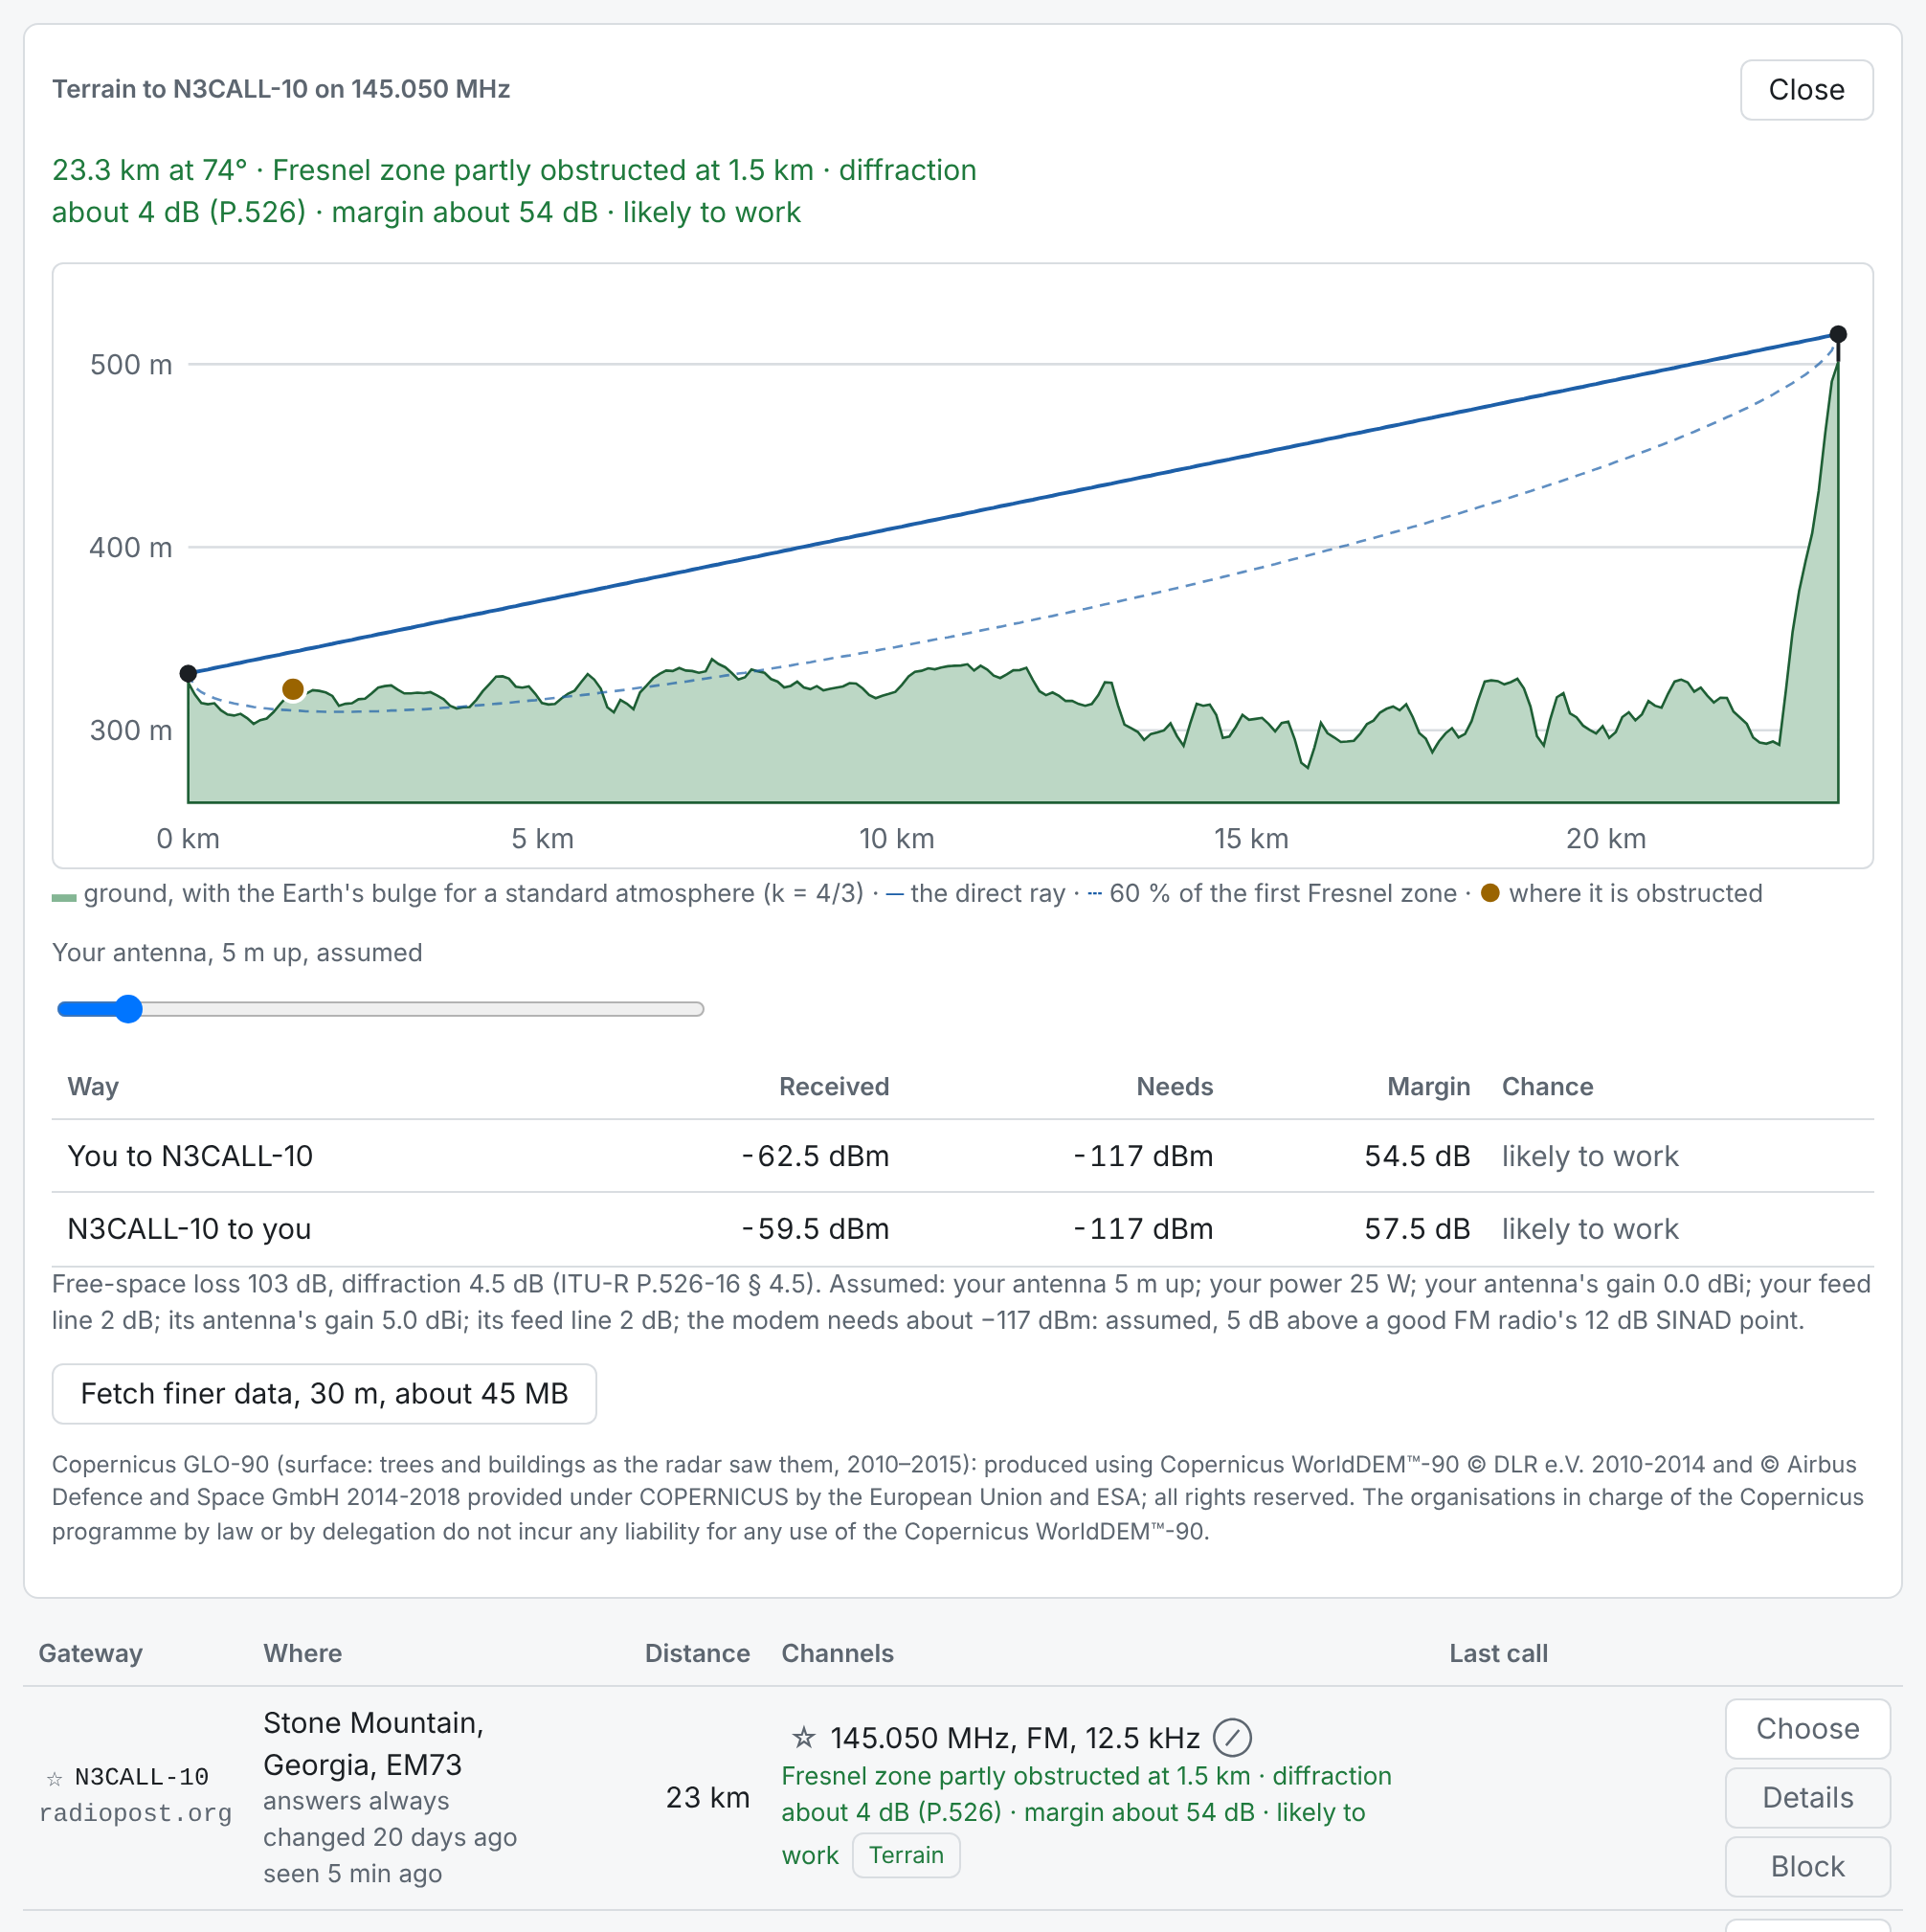 Terrain to N3CALL-10 on 145.050 MHz
Close
23.3 km at 74° · Fresnel zone partly obstructed at 1.5 km · diffraction
about 4 dB (P.526) · margin about 54 dB · likely to work
500 m
400 m
300 m
0 km 5 km 10 km 15 km 20 km
ground, with the Earth's bulge for a standard atmosphere (k = 4/3) · the direct ray · 60 % of the first Fresnel zone · where it is obstructed
Your antenna, 5 m up, assumed
Way Received Needs Margin Chance
You to N3CALL-10 -62.5 dBm -117 dBm 54.5 dB likely to work
N3CALL-10 to you -59.5 dBm -117 dBm 57.5 dB likely to work
Free-space loss 103 dB, diffraction 4.5 dB (ITU-R P.526-16 § 4.5). Assumed: your antenna 5 m up; your power 25 W; your antenna's gain 0.0 dBi; your feed
line 2 dB; its antenna's gain 5.0 dBi; its feed line 2 dB; the modem needs about −117 dBm: assumed, 5 dB above a good FM radio's 12 dB SINAD point.
Fetch finer data, 30 m, about 45 MB
Copernicus GLO-90 (surface: trees and buildings as the radar saw them, 2010–2015): produced using Copernicus WorldDEM™-90 © DLR e.V. 2010-2014 and © Airbus
Defence and Space GmbH 2014-2018 provided under COPERNICUS by the European Union and ESA; all rights reserved. The organisations in charge of the Copernicus
programme by law or by delegation do not incur any liability for any use of the Copernicus WorldDEM™-90.
Gateway Where Distance Channels Last call
☆ N3CALL-10
radiopost.org
Stone Mountain,
Georgia, EM73
answers always
changed 20 days ago
seen 5 min ago
23 km
☆ 145.050 MHz, FM, 12.5 kHz
Fresnel zone partly obstructed at 1.5 km · diffraction
about 4 dB (P.526) · margin about 54 dB · likely to
work Terrain
Choose
Details
Block